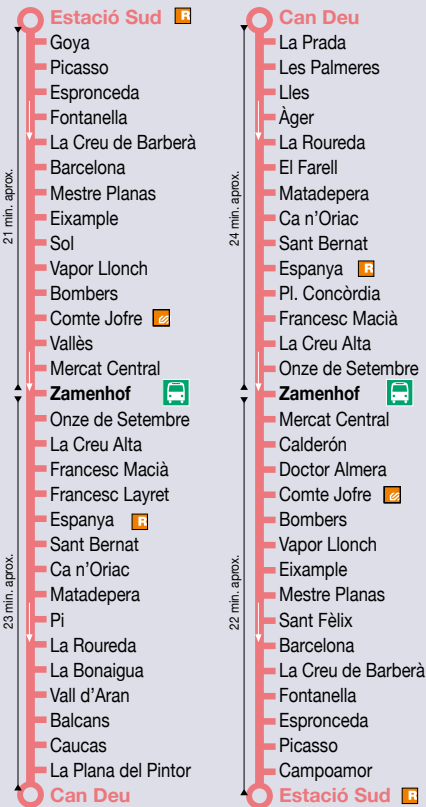 Estació Sud R
Goya
Picasso
Espronceda
Fontanella
La Creu de Barberà
Barcelona
Mestre Planas
Eixample
Sol
Vapor Llonch
Bombers
Comte Jofre
Vallès
Mercat Central
Zamenhof
Onze de Setembre
La Creu Alta
Francesc Macià
Francesc Layret
Espanya R
Sant Bernat
Ca n'Oriac
Matadepera
Pi
La Roureda
La Bonaigua
Vall d'Aran
Balcans
Caucas
La Plana del Pintor
Can Deu
21 min. aprox.
23 min. aprox.
Can Deu
La Prada
Les Palmeres
Lles
Àger
La Roureda
El Farell
Matadepera
Ca n'Oriac
Sant Bernat
Espanya R
Pl. Concòrdia
Francesc Macià
La Creu Alta
Onze de Setembre
Zamenhof
Mercat Central
Calderón
Doctor Almera
Comte Jofre
Bombers
Vapor Llonch
Eixample
Mestre Planas
Sant Fèlix
Barcelona
La Creu de Barberà
Fontanella
Espronceda
Picasso
Campoamor
Estació Sud R
24 min. aprox.
22 min. aprox.